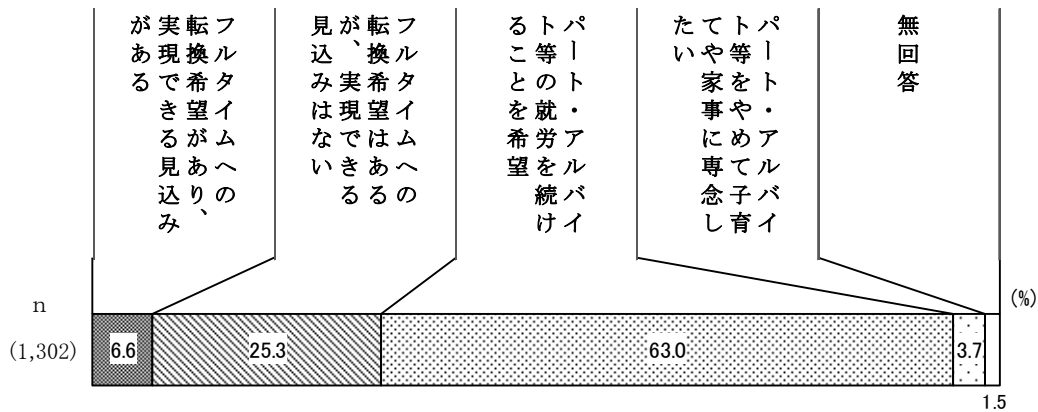 フルタイムへの
転換希望があり、
実現できる見込み
がある
フルタイムへの
転換希望はある
が、実現できる
見込みはない
パート・アルバイ
ト等の就労を続け
ることを希望
パート・アルバイ
ト等をやめて子育
てや家事に専念し
たい
無回答
(%)
n
(1,302)
6.6
25.3
63.0
3.7
1.5